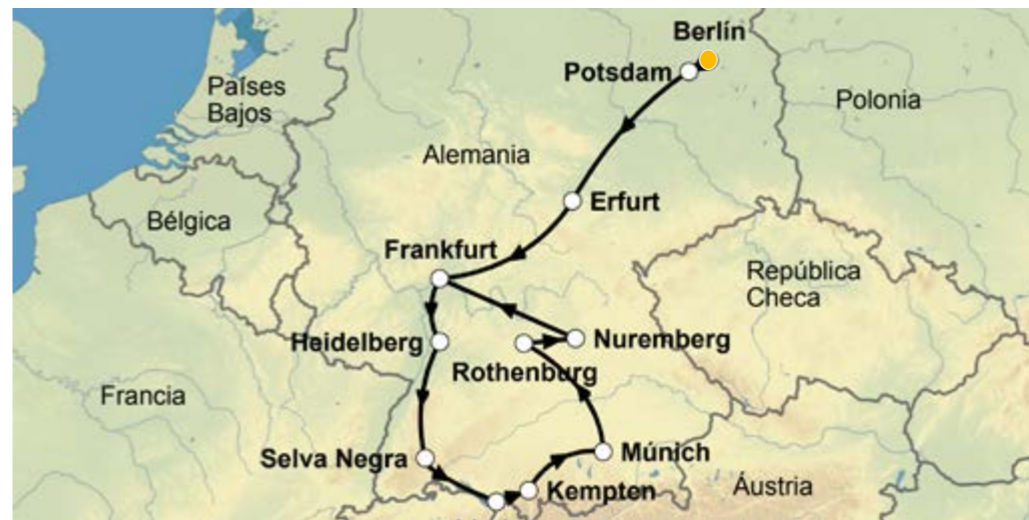 Berlín
Potsdam
Países
Bajos
Polonia
Alemania
Erfurt
Bélgica
Frankfurt
República
Checa
Heidelberg
Nuremberg
Rothenburg
Francia
Selva Negra
Múnich
Kempten
Áustria